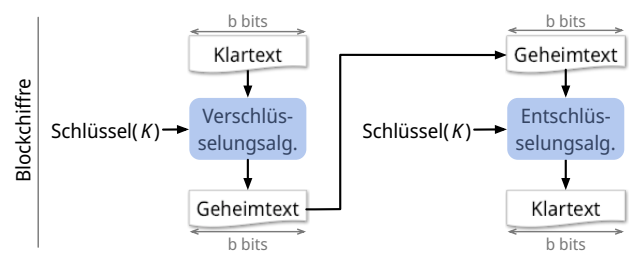 Blockchiffre
b bits
Klartext
Schlüssel(K)
Verschlüs-
selungsalg.
Geheimtext
b bits
b bits
Geheimtext
Schlüssel(K)
Entschlüs-
selungsalg.
Klartext
b bits